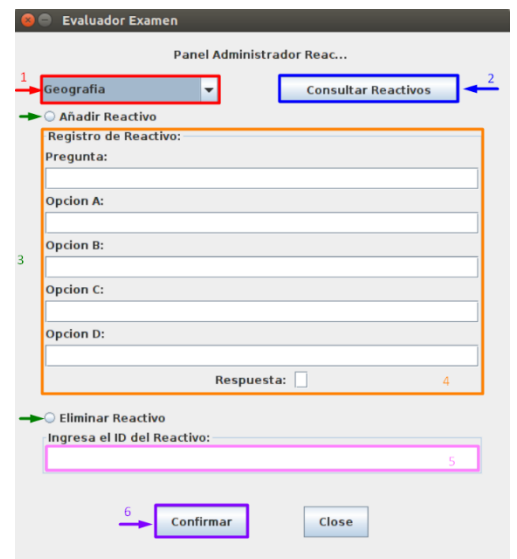 Evaluador Examen
Panel Administrador Reac...
1
Geografia
Consultar Reactivos
2
Añadir Reactivo
Registro de Reactivo:
Pregunta:
Opcion A:
Opcion B:
3
Opcion C:
Opcion D:
Respuesta:
4
Eliminar Reactivo
Ingresa el ID del Reactivo:
5
6
Confirmar
Close